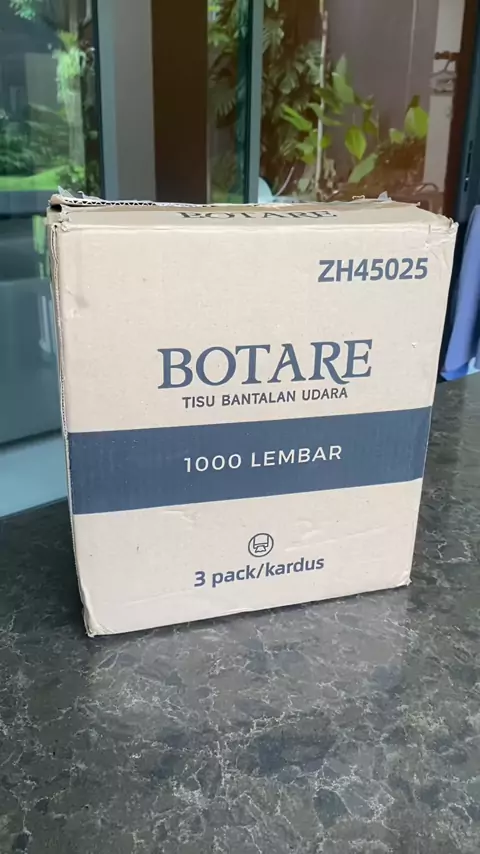 BOTARE
ZH45025
BOTARE
TISU BANTALAN UDARA
1000 LEMBAR
3 pack/kardus